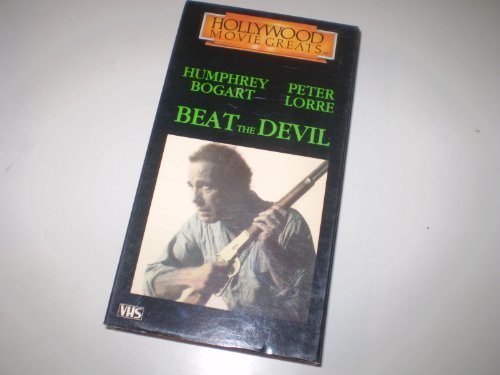 HOLLYWOOD
MOVIE GREATS
HUMPHREY BOGART
PETER LORRE
BEAT THE DEVIL
VHS